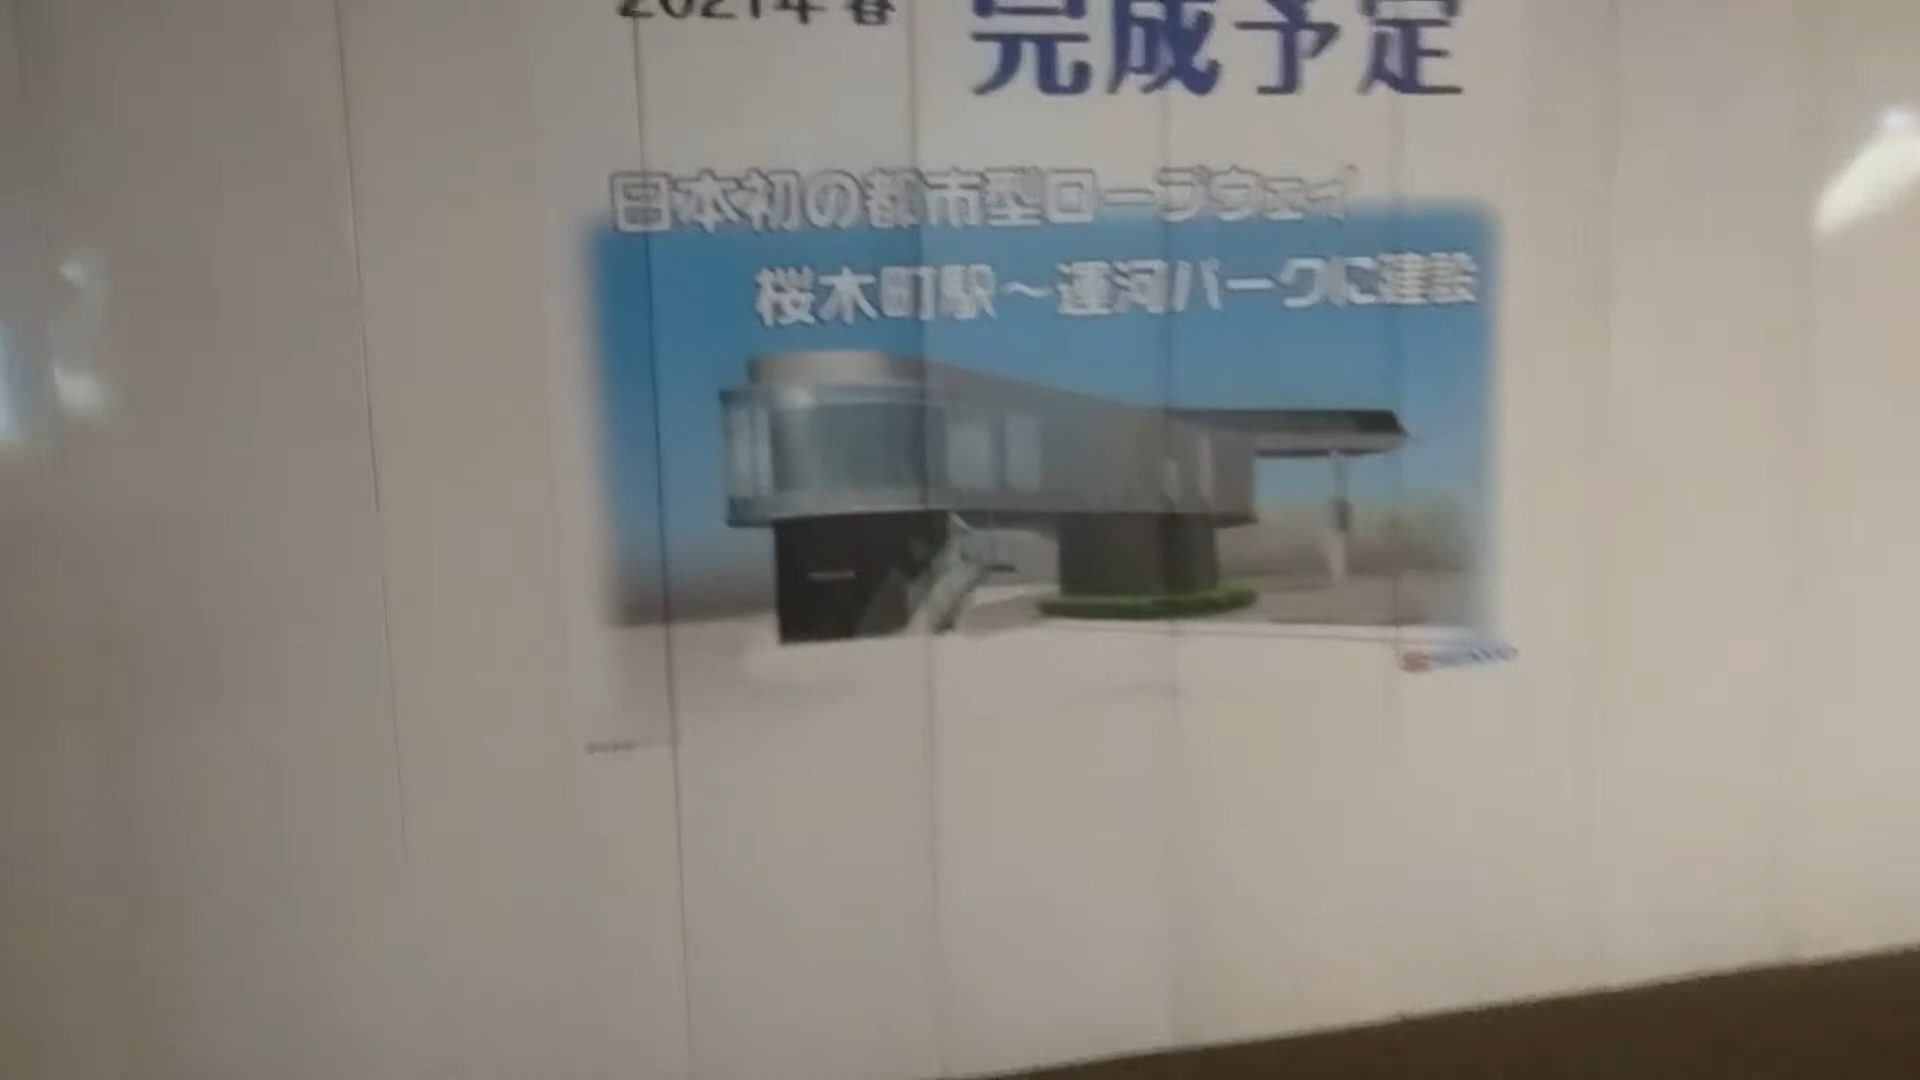 2021年 春 完成予定
日本初の都市型ロープウェイ
桜木町駅～運河パークに建設